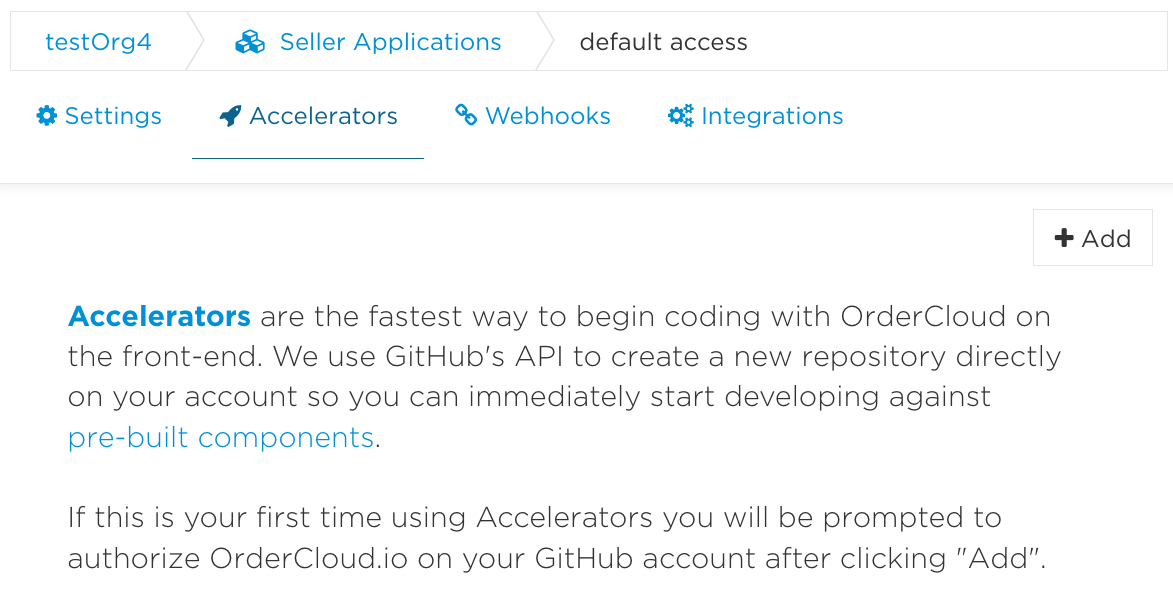 testOrg4 Seller Applications default access
Settings Accelerators Webhooks Integrations
Add
Accelerators are the fastest way to begin coding with OrderCloud on
the front-end. We use GitHub's API to create a new repository directly
on your account so you can immediately start developing against
pre-built components.
If this is your first time using Accelerators you will be prompted to
authorize OrderCloud.io on your GitHub account after clicking "Add".